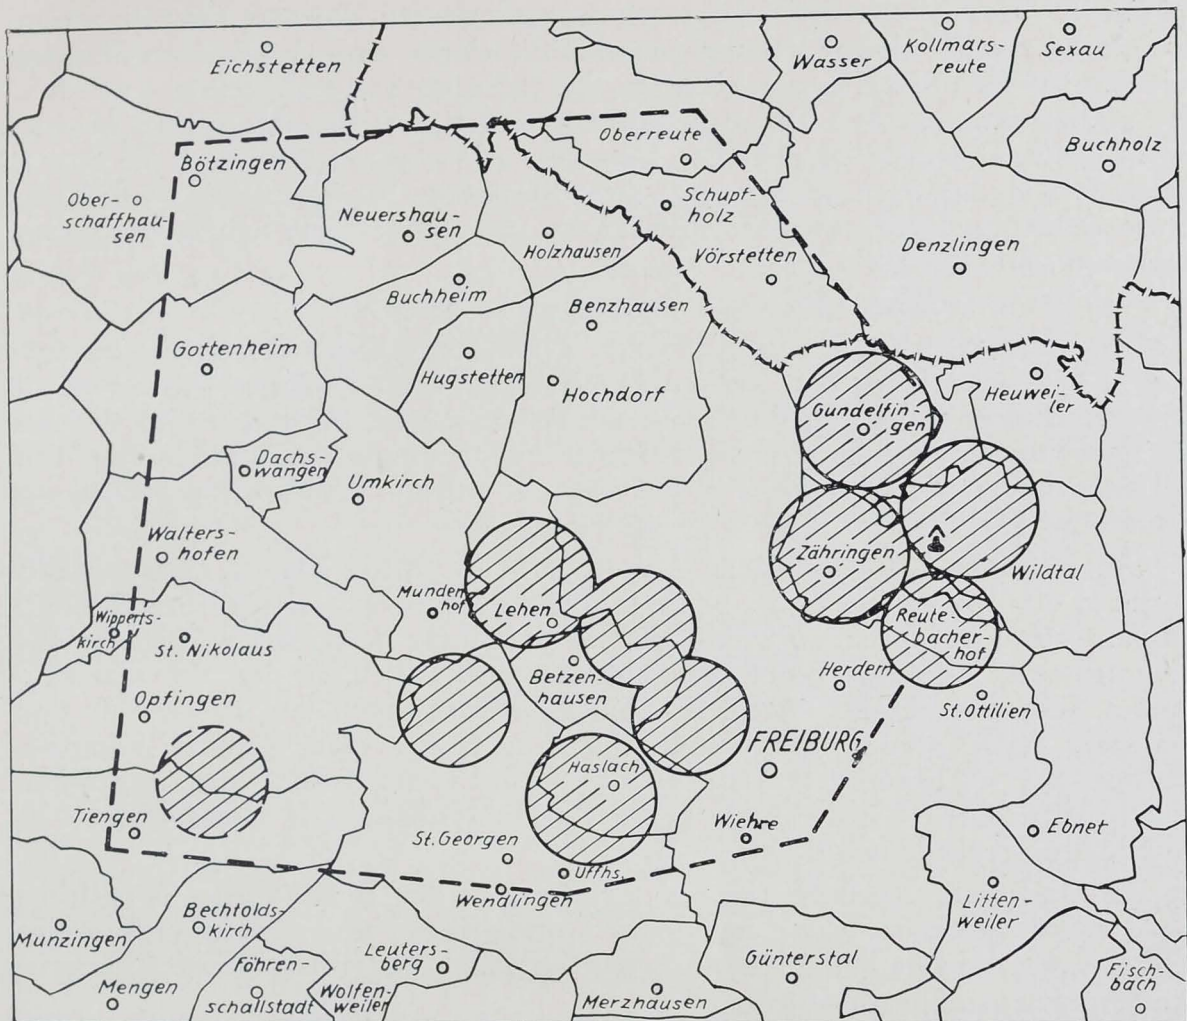 Eichstetten
Wasser
Kollmars-
reute
Sexau
Oberreute
Buchholz
Bötzingen
Ober-
schaffhau-
sen
Neuershau-
sen
Schupf-
holz
Holzhausen
Vörstetten
Denzlingen
Buchheim
Benzhausen
Gottenheim
Hugstetten
Hochdorf
Heuwei-
ler
Gundelfin-
gen
Dachs-
wangen
Umkirch
Walters-
hofen
Zähringen
Wildtal
Munden
hof
Lehen
Wipperts-
kirch
St. Nikolaus
Reute-
bacher-
hof
Betzen-
hausen
Herdern
St. Ottilien
Opfingen
FREIBURG
Haslach
Tiengen
Wiehre
Ebnet
St. Georgen
Uffhs.
Wendlingen
Litten-
weiler
Bechtolds-
kirch
Munzingen
Leuters-
berg
Günterstal
Föhren-
schallstadt
Wolfen-
weiler
Mengen
Merzhausen
Fisch-
bach